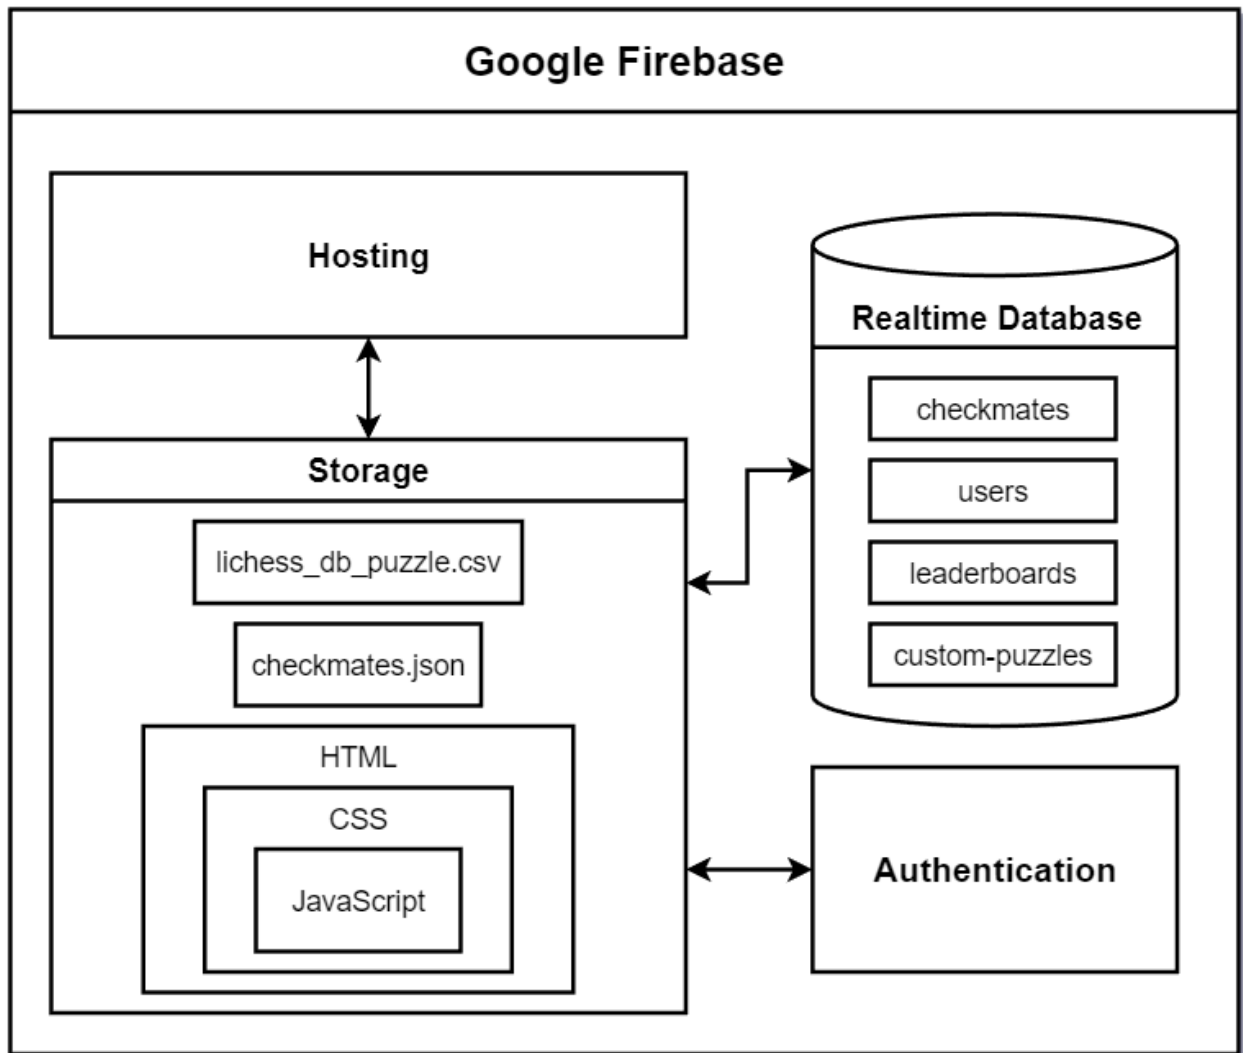 Google Firebase
Hosting
Storage
lichess_db_puzzle.csv
checkmates.json
HTML
CSS
JavaScript
Realtime Database
checkmates
users
leaderboards
custom-puzzles
Authentication